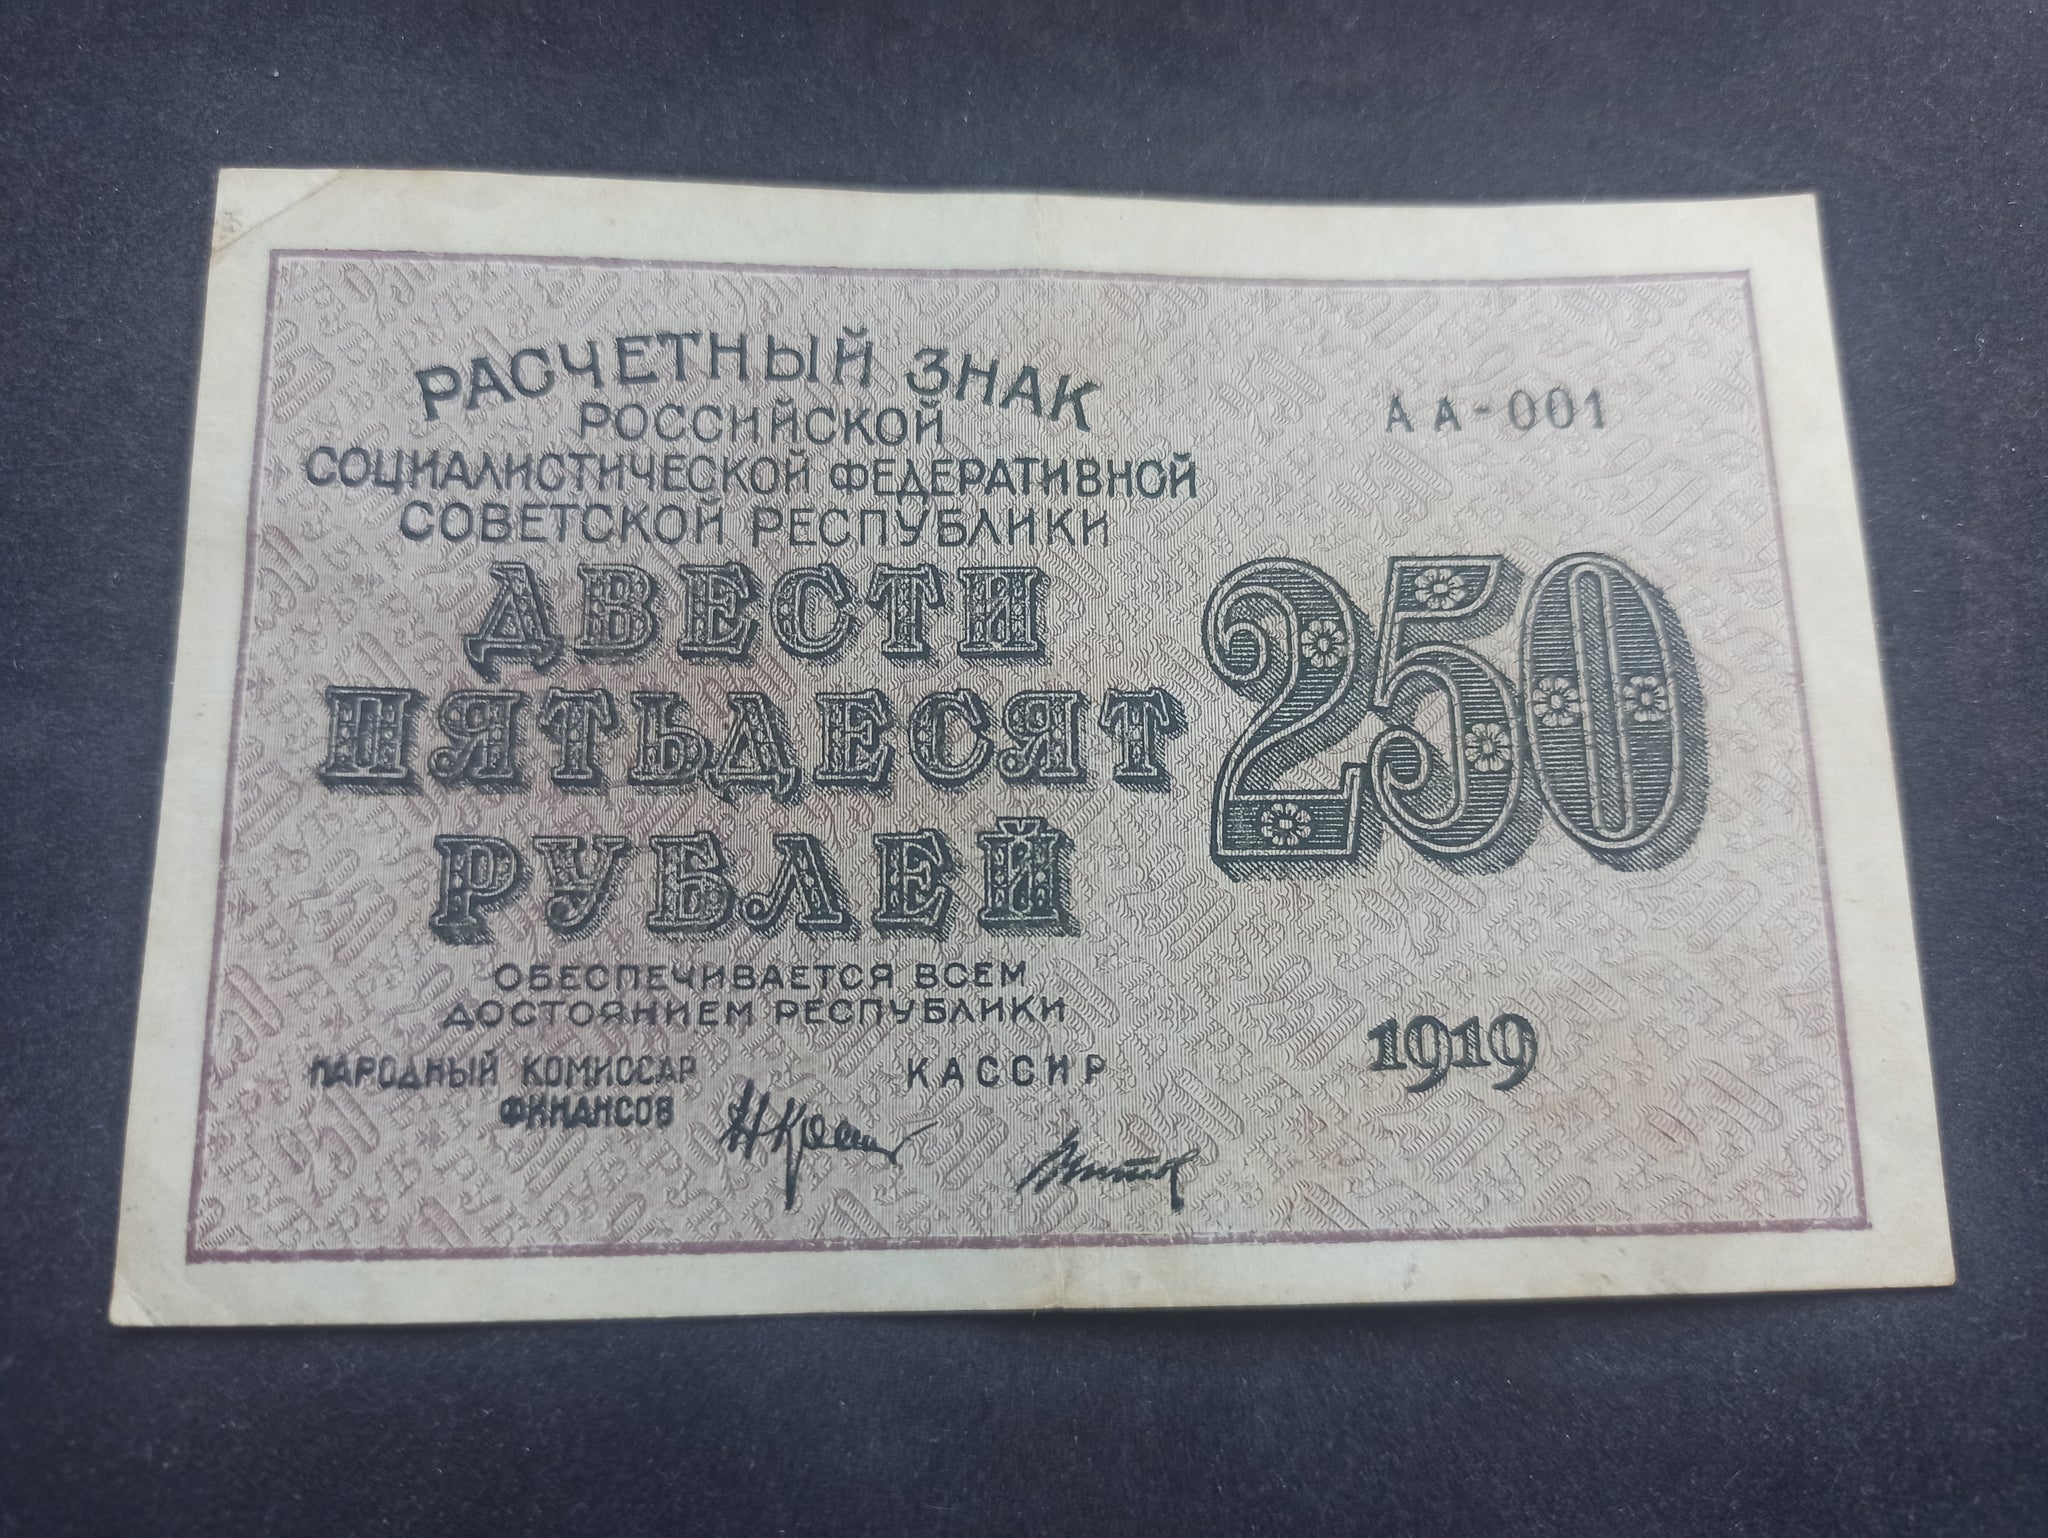 РАСЧЕТНЫЙ ЗНАК
РОССИЙСКОЙ
СОЦИАЛИСТИЧЕСКОЙ ФЕДЕРАТИВНОЙ
СОВЕТСКОЙ РЕСПУБЛИКИ
АА-001
ДВЕСТИ
ПЯТЬДЕСЯТ
РУБЛЕЙ
250
ОБЕСПЕЧИВАЕТСЯ ВСЕМ
ДОСТОЯНИЕМ РЕСПУБЛИКИ
1919
НАРОДНЫЙ КОМИССАР
ФИНАНСОВ
КАССИР